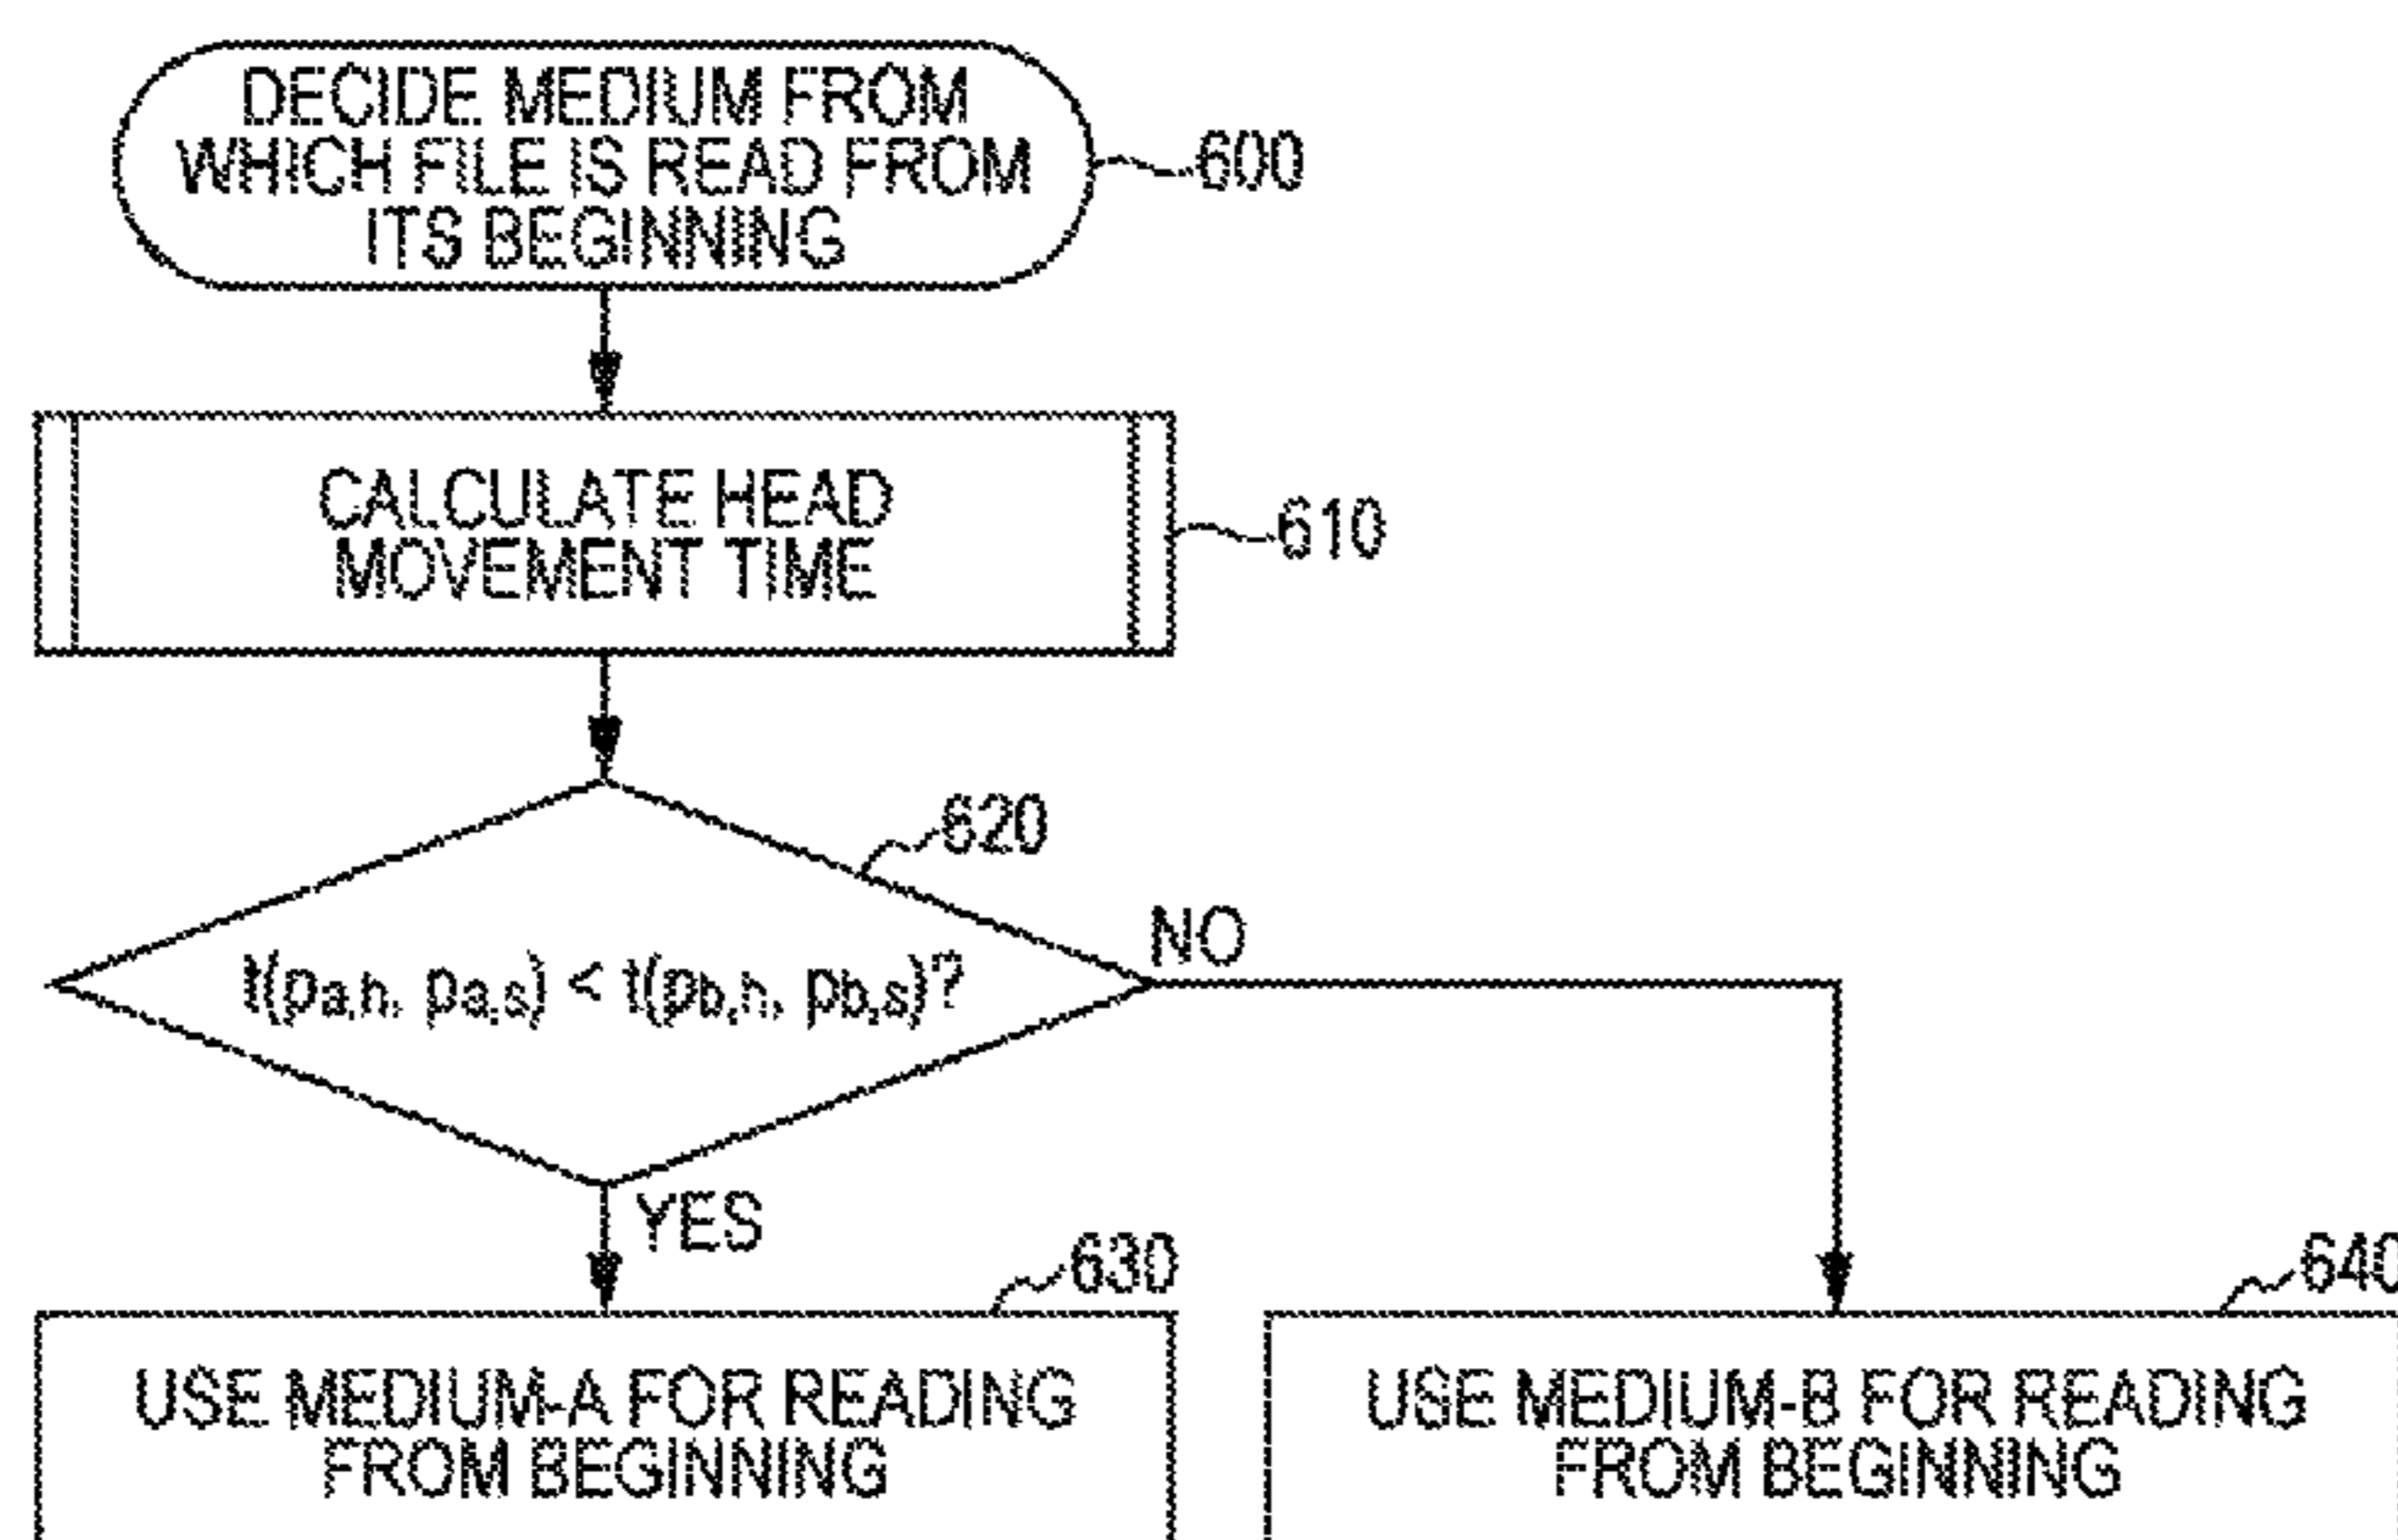 DECIDE MEDIUM FROM
WHICH FILE IS READ FROM
ITS BEGINNING
600
CALCULATE HEAD
MOVEMENT TIME
610
620
NO
t(pa,h, pa,s) < t(pb,h, pb,s)?
YES
630
640
USE MEDIUM-A FOR READING
FROM BEGINNING
USE MEDIUM-B FOR READING
FROM BEGINNING